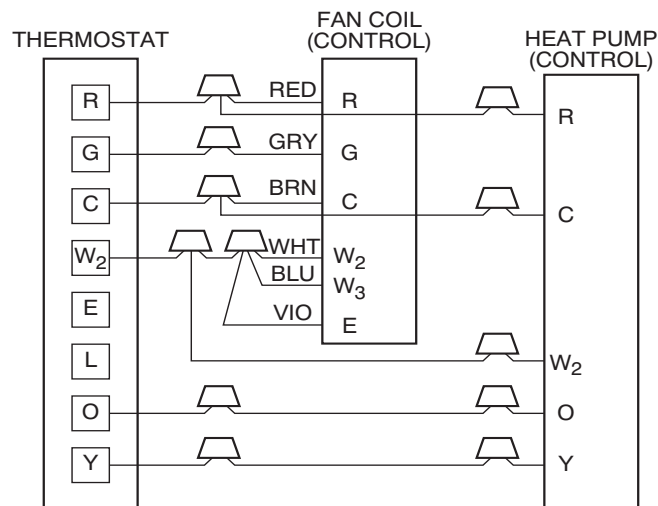 THERMOSTAT
FAN COIL
(CONTROL)
HEAT PUMP
(CONTROL)
R
RED
R
R
G
GRY
G
C
BRN
C
C
W2
WHT
W2
BLU
W3
E
VIO
E
L
W2
O
O
Y
Y